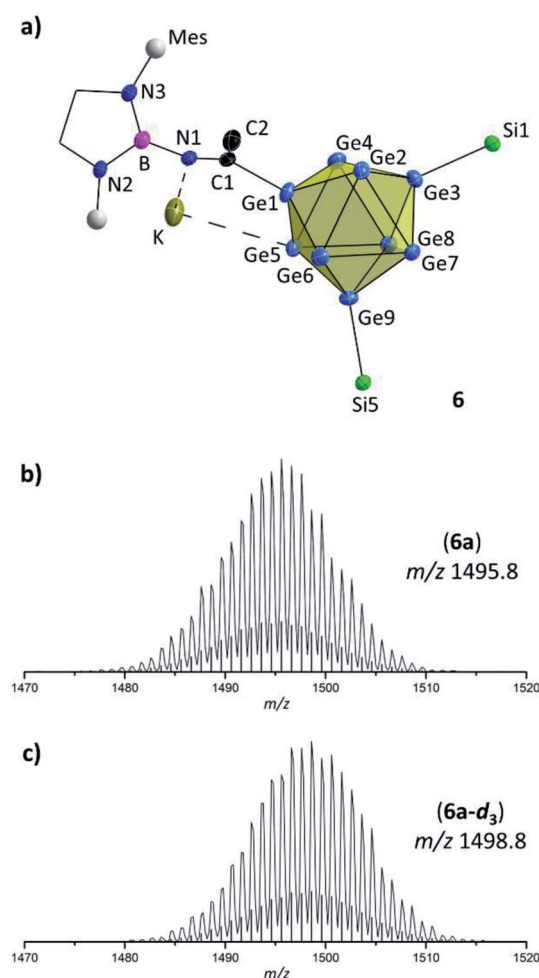 a)
Mes
N3
N2
B
N1
C2
C1
K
Ge1
Ge4
Ge2
Ge3
Si1
Ge5
Ge6
Ge8
Ge7
Ge9
Si5
6
b)
(6a)
m/z 1495.8
1470 1480 1490 1500 1510 1520
m/z
c)
(6a-d3)
m/z 1498.8
1470 1480 1490 1500 1510 1520
m/z